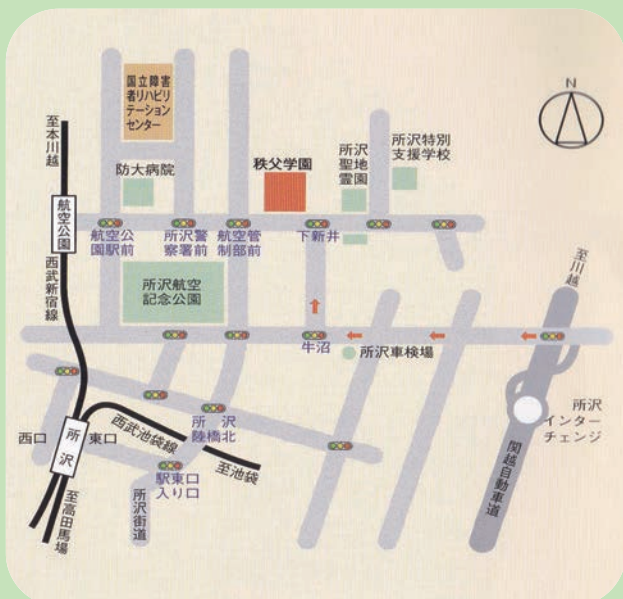 国立障害
者リハビリ
テーション
センター
N
至本川越
防大病院
秩父学園
所沢
聖地
霊園
所沢特別
支援学校
航空公園
航空公
園駅前
所沢警
察署前
航空管
制部前
下新井
西武新宿線
所沢航空
記念公園
至川越
牛沼
所沢車検場
所沢
インター
チェンジ
西口
所沢
東口
西武池袋線
所沢
陸橋北
至池袋
駅東口
入り口
所沢街道
至高田馬場
関越自動車道